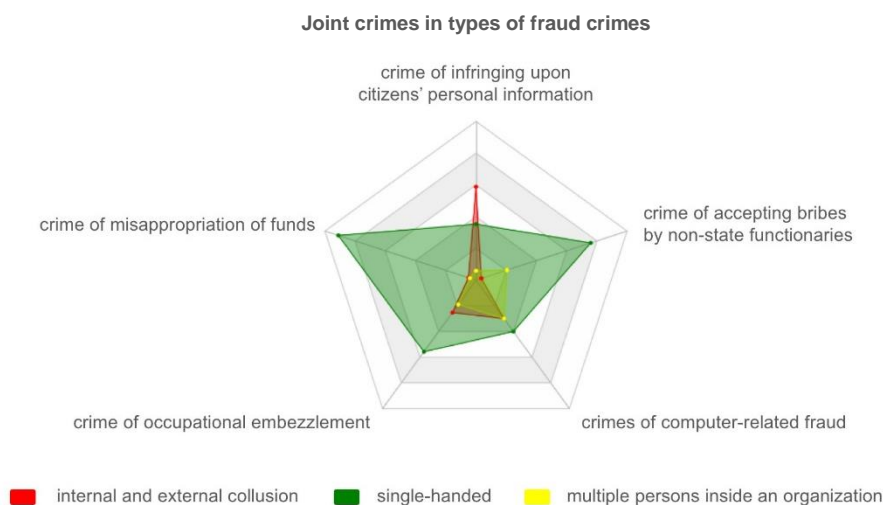 Joint crimes in types of fraud crimes
crime of infringing upon
citizens' personal information
crime of accepting bribes
by non-state functionaries
crime of misappropriation of funds
crime of occupational embezzlement
crimes of computer-related fraud
internal and external collusion
single-handed
multiple persons inside an organization